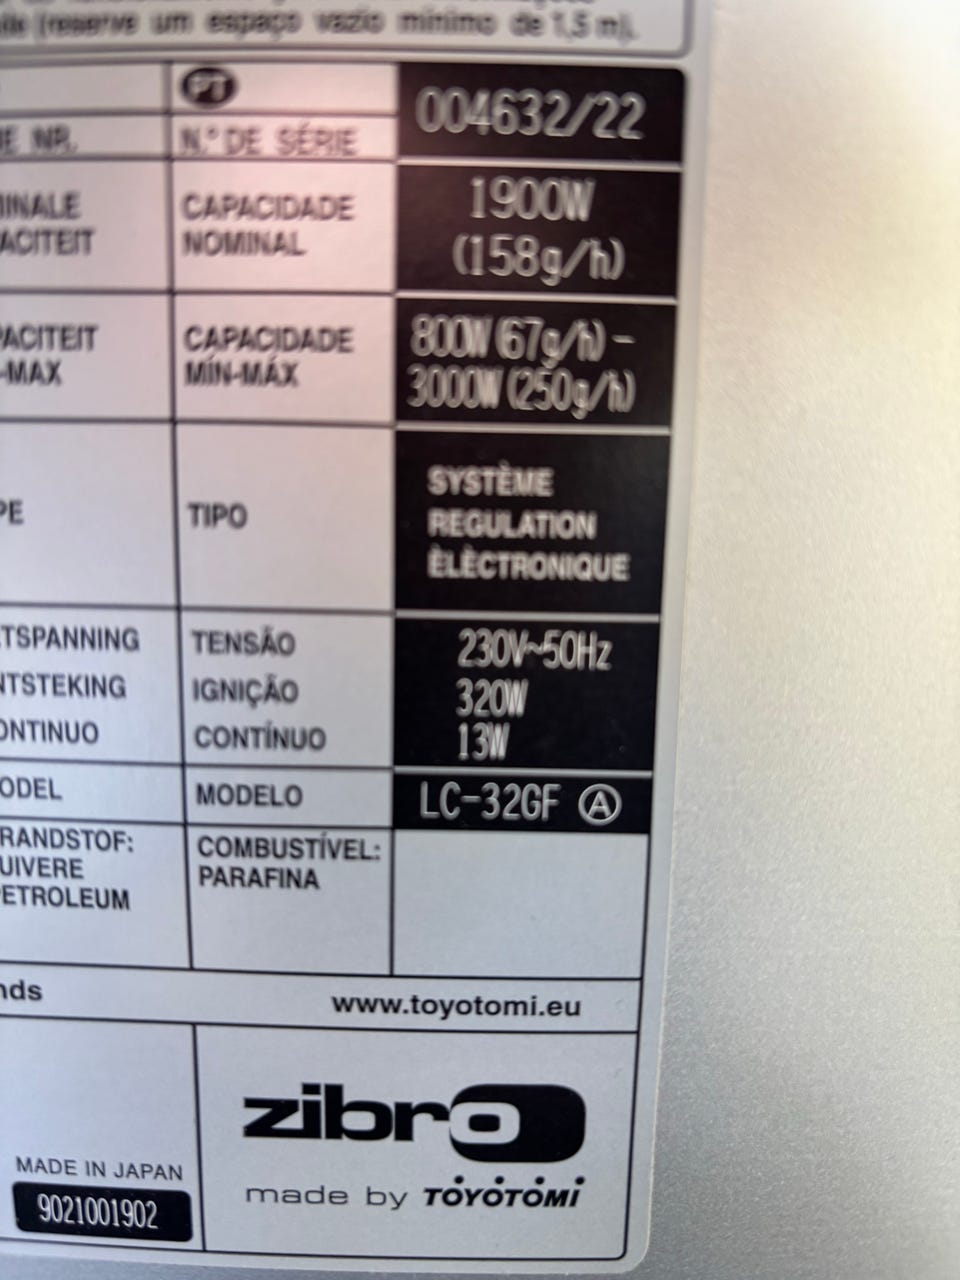 (reserve um espaço vazio mínimo de 1,5 m).
PT
004632/22
NR.
N.° DE SÉRIE
INALE
ACITEIT
CAPACIDADE
NOMINAL
1900W
(158g/h)
PACITEIT
-MAX
CAPACIDADE
MÍN-MÁX
800W (67g/h) –
3000W (250g/h)
PE
TIPO
SYSTÈME
REGULATION
ÈLÈCTRONIQUE
TSPANNING
TENSÃO
230V~50Hz
NTSTEKING
IGNIÇÃO
320W
ONTINUO
CONTÍNUO
13W
ODEL
MODELO
LC-32GF Ⓐ
RANDSTOF:
UIVERE
PETROLEUM
COMBUSTÍVEL:
PARAFINA
nds
www.toyotomi.eu
zibro
made by TOYOTOMI
MADE IN JAPAN
9021001902